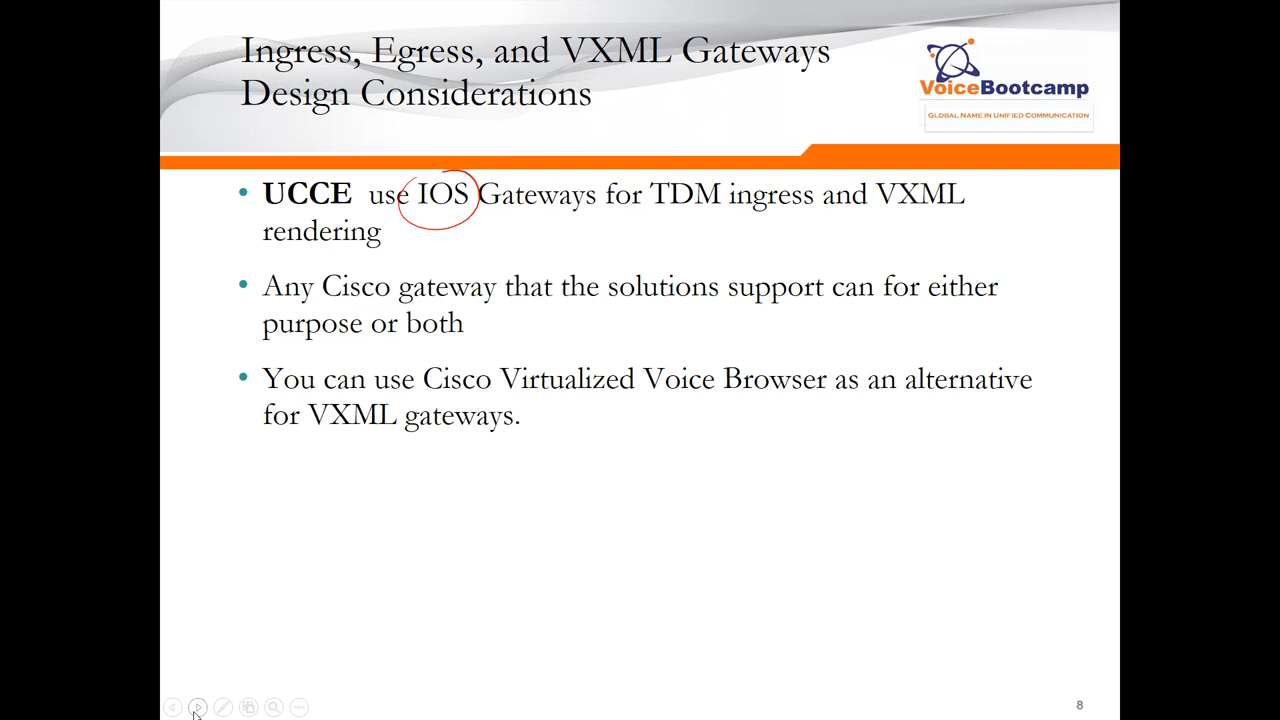 Ingress, Egress, and VXML Gateways
Design Considerations
VoiceBootcamp
GLOBAL NAME IN UNIFIED COMMUNICATION
• UCCE use IOS Gateways for TDM ingress and VXML
rendering
• Any Cisco gateway that the solutions support can for either
purpose or both
• You can use Cisco Virtualized Voice Browser as an alternative
for VXML gateways.
8